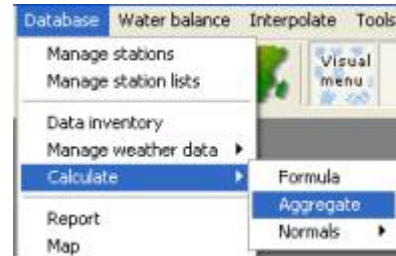 Database Water balance Interpolate Tools
Manage stations
Manage station lists
Visual
menu
Data inventory
Manage weather data
Calculate
Formula
Aggregate
Normals
Report
Map